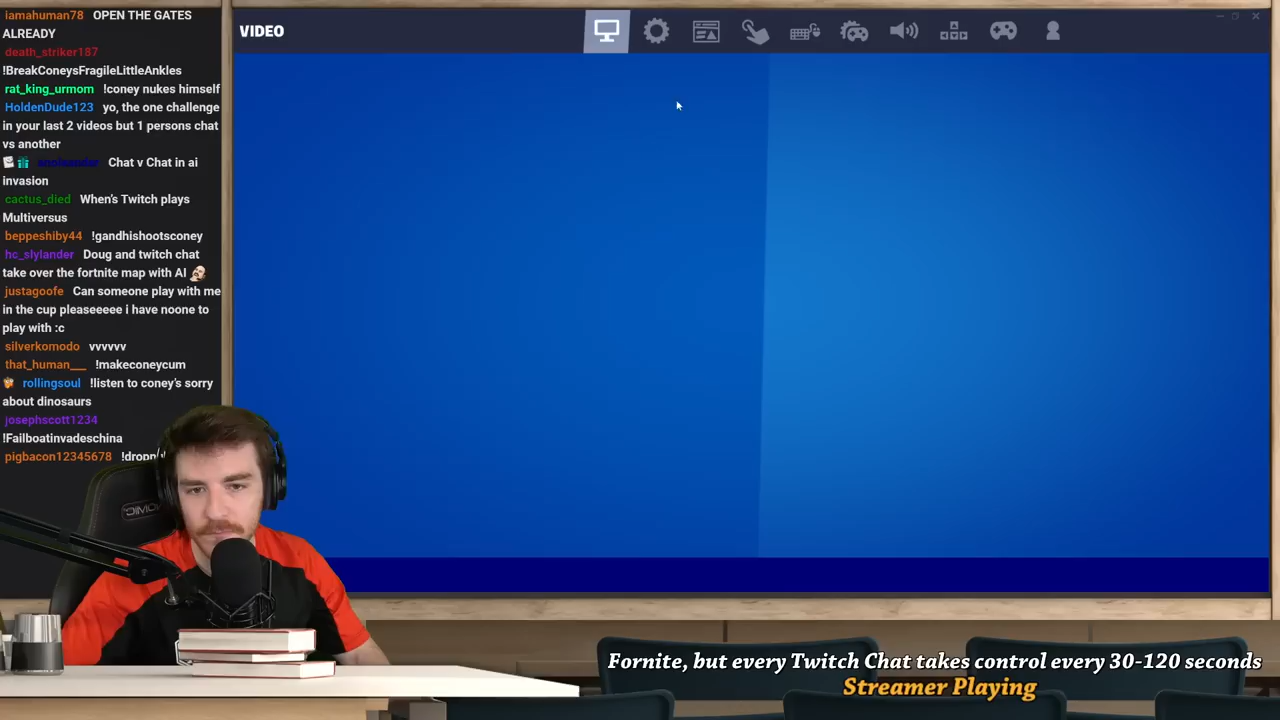 iamahuman78 OPEN THE GATES
ALREADY
death_striker187
!BreakConeysFragileLittleAnkles
rat_king_urmom !coney nukes himself
HoldenDude123 yo, the one challenge
in your last 2 videos but 1 persons chat
vs another
Chat v Chat in ai
invasion
cactus_died When's Twitch plays
Multiversus
beppeshiby44 !gandhishootsconey
hc_slylander Doug and twitch chat
take over the fortnite map with AI
justagoofe Can someone play with me
in the cup pleaseeeee i have noone to
play with :c
silverkomodo vvvvvv
that_human___ !makeconeycum
rollingsoul !listen to coney's sorry
about dinosaurs
josephscott1234
!Failboatinvadeschina
pigbacon12345678
VIDEO
Fornite, but every Twitch Chat takes control every 30-120 seconds
Streamer Playing